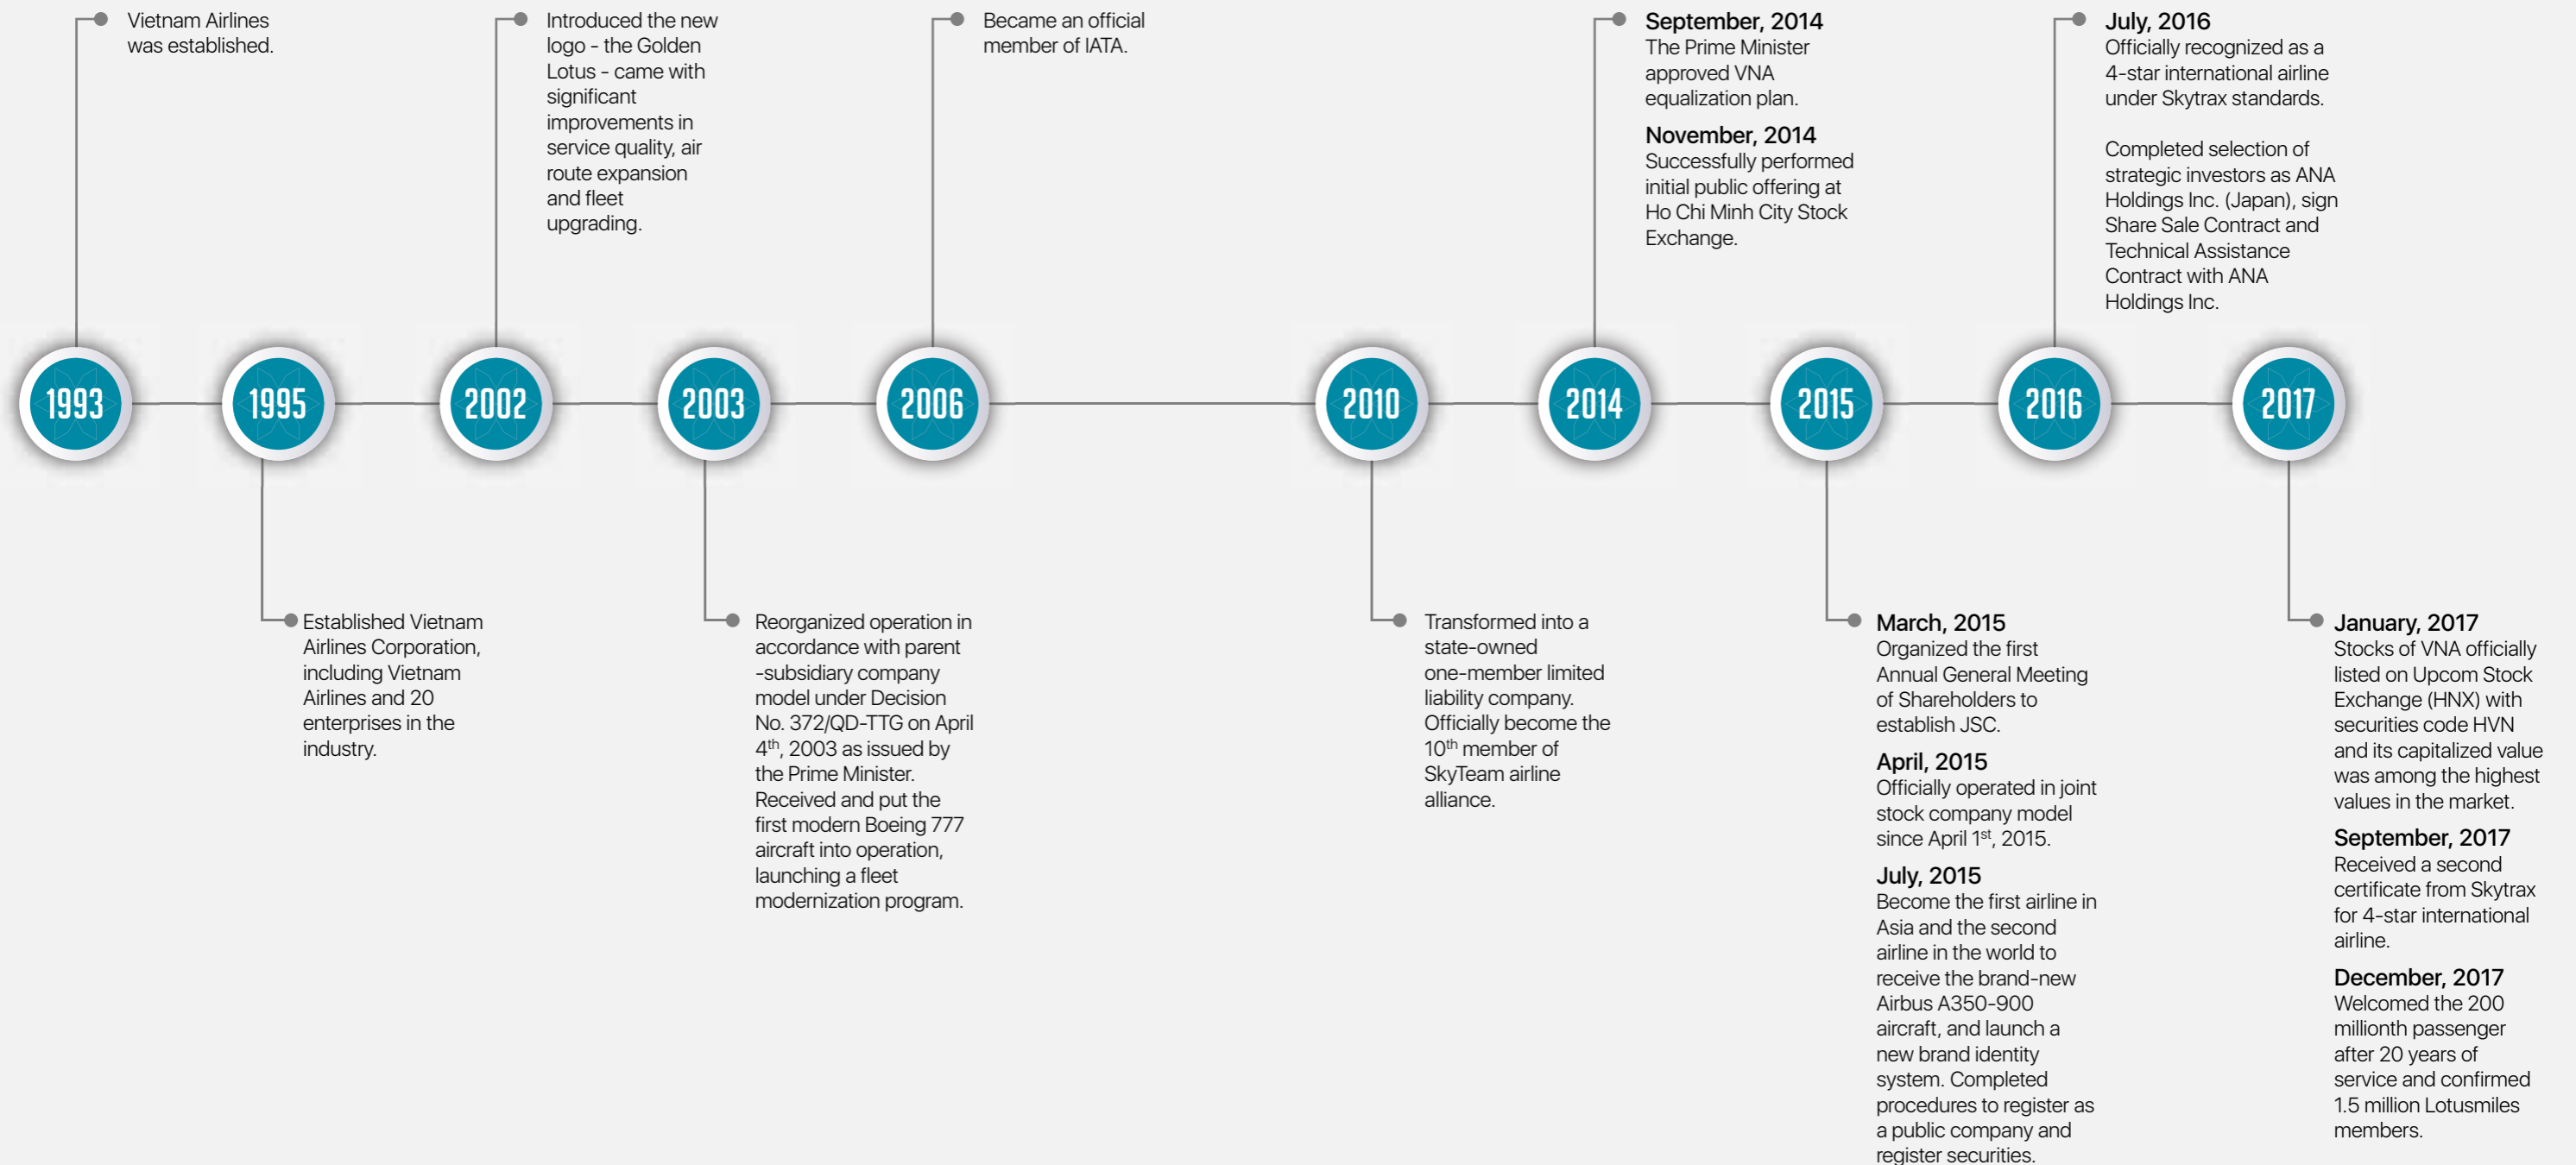 Vietnam Airlines
was established.
Introduced the new
logo - the Golden
Lotus - came with
significant
improvements in
service quality, air
route expansion
and fleet
upgrading.
Became an official
member of IATA.
September, 2014
The Prime Minister
approved VNA
equalization plan.
November, 2014
Successfully performed
initial public offering at
Ho Chi Minh City Stock
Exchange.
July, 2016
Officially recognized as a
4-star international airline
under Skytrax standards.
Completed selection of
strategic investors as ANA
Holdings Inc. (Japan), sign
Share Sale Contract and
Technical Assistance
Contract with ANA
Holdings Inc.
1993
1995
2002
2003
2006
2010
2014
2015
2016
2017
Established Vietnam
Airlines Corporation,
including Vietnam
Airlines and 20
enterprises in the
industry.
Reorganized operation in
accordance with parent
-subsidiary company
model under Decision
No. 372/QD-TTG on April
4th, 2003 as issued by
the Prime Minister.
Received and put the
first modern Boeing 777
aircraft into operation,
launching a fleet
modernization program.
Transformed into a
state-owned
one-member limited
liability company.
Officially become the
10th member of
SkyTeam airline
alliance.
March, 2015
Organized the first
Annual General Meeting
of Shareholders to
establish JSC.
April, 2015
Officially operated in joint
stock company model
since April 1st, 2015.
July, 2015
Become the first airline in
Asia and the second
airline in the world to
receive the brand-new
Airbus A350-900
aircraft, and launch a
new brand identity
system. Completed
procedures to register as
a public company and
register securities.
January, 2017
Stocks of VNA officially
listed on Upcom Stock
Exchange (HNX) with
securities code HVN
and its capitalized value
was among the highest
values in the market.
September, 2017
Received a second
certificate from Skytrax
for 4-star international
airline.
December, 2017
Welcomed the 200
millionth passenger
after 20 years of
service and confirmed
1.5 million Lotusmiles
members.